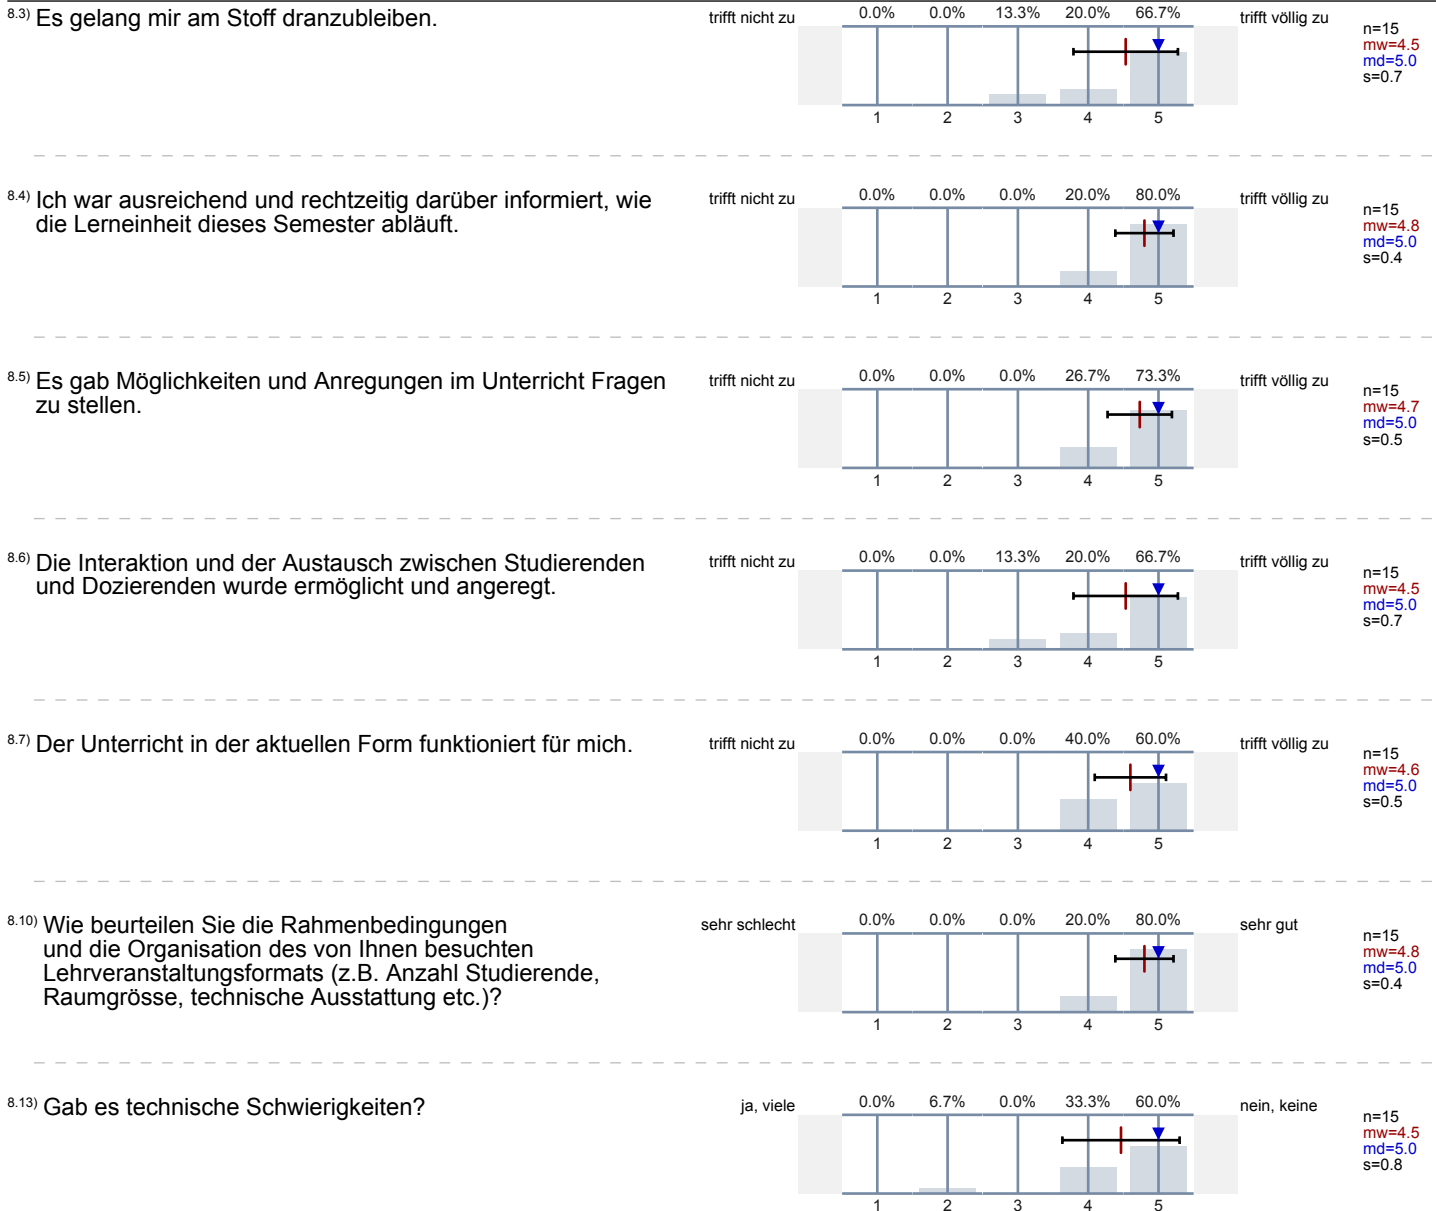 8.3) Es gelang mir am Stoff dranzubleiben.
trifft nicht zu 0.0% 0.0% 13.3% 20.0% 66.7% trifft völlig zu
n=15
mw=4.5
md=5.0
s=0.7
1 2 3 4 5
8.4) Ich war ausreichend und rechtzeitig darüber informiert, wie
die Lerneinheit dieses Semester abläuft.
trifft nicht zu 0.0% 0.0% 0.0% 20.0% 80.0% trifft völlig zu
n=15
mw=4.8
md=5.0
s=0.4
1 2 3 4 5
8.5) Es gab Möglichkeiten und Anregungen im Unterricht Fragen
zu stellen.
trifft nicht zu 0.0% 0.0% 0.0% 26.7% 73.3% trifft völlig zu
n=15
mw=4.7
md=5.0
s=0.5
1 2 3 4 5
8.6) Die Interaktion und der Austausch zwischen Studierenden
und Dozierenden wurde ermöglicht und angeregt.
trifft nicht zu 0.0% 0.0% 13.3% 20.0% 66.7% trifft völlig zu
n=15
mw=4.5
md=5.0
s=0.7
1 2 3 4 5
8.7) Der Unterricht in der aktuellen Form funktioniert für mich.
trifft nicht zu 0.0% 0.0% 0.0% 40.0% 60.0% trifft völlig zu
n=15
mw=4.6
md=5.0
s=0.5
1 2 3 4 5
8.10) Wie beurteilen Sie die Rahmenbedingungen
und die Organisation des von Ihnen besuchten
Lehrveranstaltungsformats (z.B. Anzahl Studierende,
Raumgrösse, technische Ausstattung etc.)?
sehr schlecht 0.0% 0.0% 0.0% 20.0% 80.0% sehr gut
n=15
mw=4.8
md=5.0
s=0.4
1 2 3 4 5
8.13) Gab es technische Schwierigkeiten?
ja, viele 0.0% 6.7% 0.0% 33.3% 60.0% nein, keine
n=15
mw=4.5
md=5.0
s=0.8
1 2 3 4 5